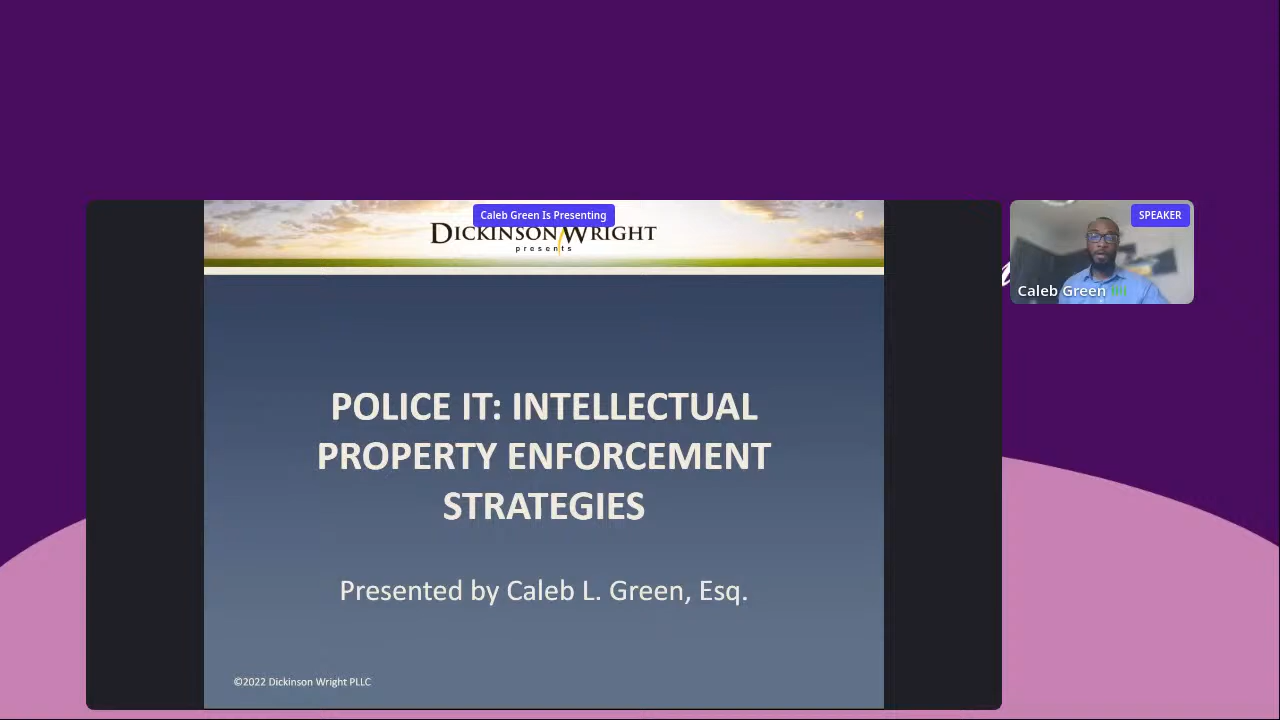 Caleb Green Is Presenting
DICKINSON WRIGHT
presents
SPEAKER
Caleb Green
POLICE IT: INTELLECTUAL
PROPERTY ENFORCEMENT
STRATEGIES
Presented by Caleb L. Green, Esq.
©2022 Dickinson Wright PLLC